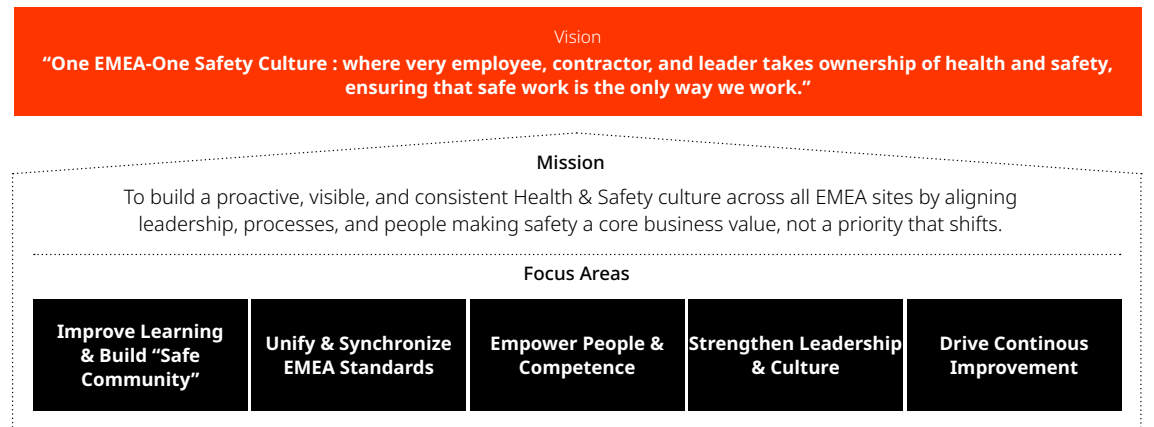 Vision
“One EMEA-One Safety Culture : where very employee, contractor, and leader takes ownership of health and safety,
ensuring that safe work is the only way we work.”
Mission
To build a proactive, visible, and consistent Health & Safety culture across all EMEA sites by aligning
leadership, processes, and people making safety a core business value, not a priority that shifts.
Focus Areas
Improve Learning
& Build “Safe
Community”
Unify & Synchronize
EMEA Standards
Empower People &
Competence
Strengthen Leadership
& Culture
Drive Continous
Improvement